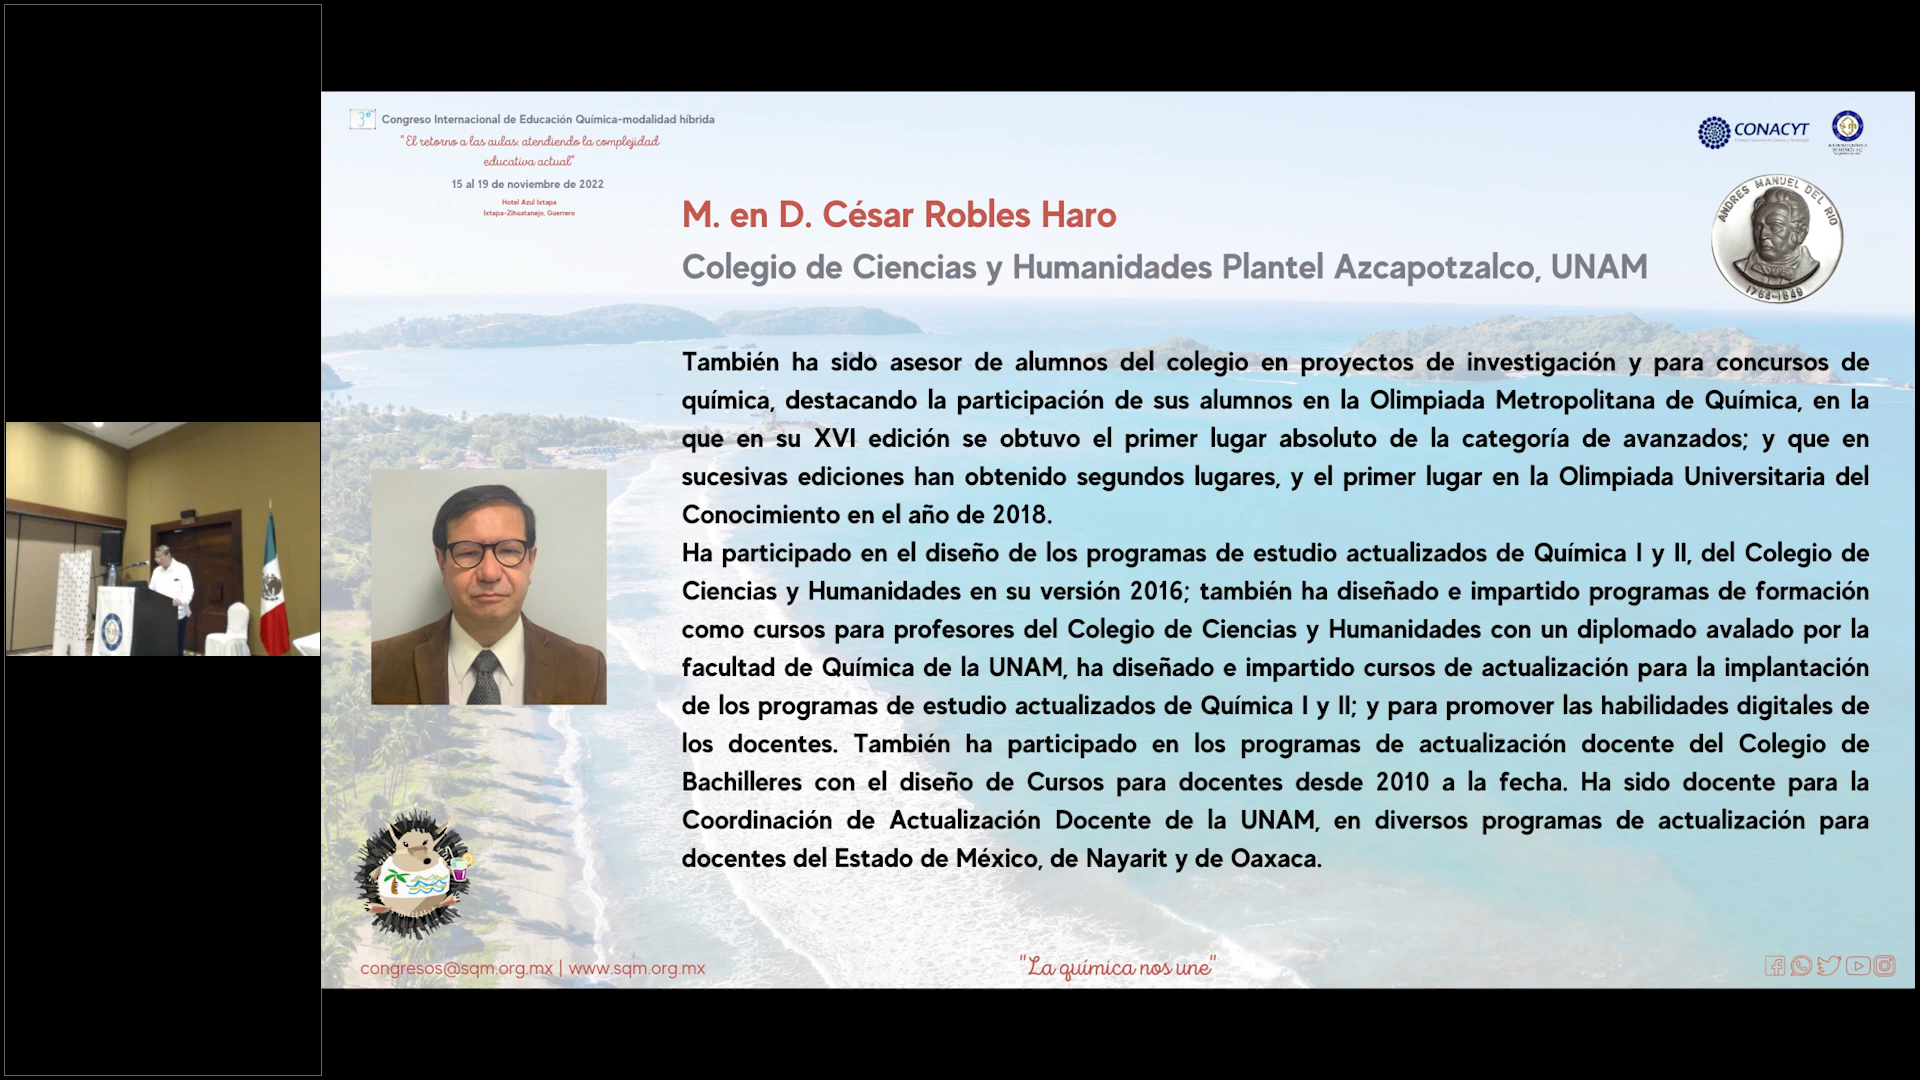 3er Congreso Internacional de Educación Química-modalidad híbrida
"El retorno a las aulas: atendiendo la complejidad
educativa actual"
15 al 19 de noviembre de 2022
Hotel Azul Ixtapa
Ixtapa-Zihuatanejo, Guerrero
CONACYT
ANDRES MANUEL DEL RIO
1764-1849
M. en D. César Robles Haro
Colegio de Ciencias y Humanidades Plantel Azcapotzalco, UNAM
También ha sido asesor de alumnos del colegio en proyectos de investigación y para concursos de
química, destacando la participación de sus alumnos en la Olimpiada Metropolitana de Química, en la
que en su XVI edición se obtuvo el primer lugar absoluto de la categoría de avanzados; y que en
sucesivas ediciones han obtenido segundos lugares, y el primer lugar en la Olimpiada Universitaria del
Conocimiento en el año de 2018.
Ha participado en el diseño de los programas de estudio actualizados de Química I y II, del Colegio de
Ciencias y Humanidades en su versión 2016; también ha diseñado e impartido programas de formación
como cursos para profesores del Colegio de Ciencias y Humanidades con un diplomado avalado por la
facultad de Química de la UNAM, ha diseñado e impartido cursos de actualización para la implantación
de los programas de estudio actualizados de Química I y II; y para promover las habilidades digitales de
los docentes. También ha participado en los programas de actualización docente del Colegio de
Bachilleres con el diseño de Cursos para docentes desde 2010 a la fecha. Ha sido docente para la
Coordinación de Actualización Docente de la UNAM, en diversos programas de actualización para
docentes del Estado de México, de Nayarit y de Oaxaca.
congresos@sqm.org.mx | www.sqm.org.mx
"La química nos une"